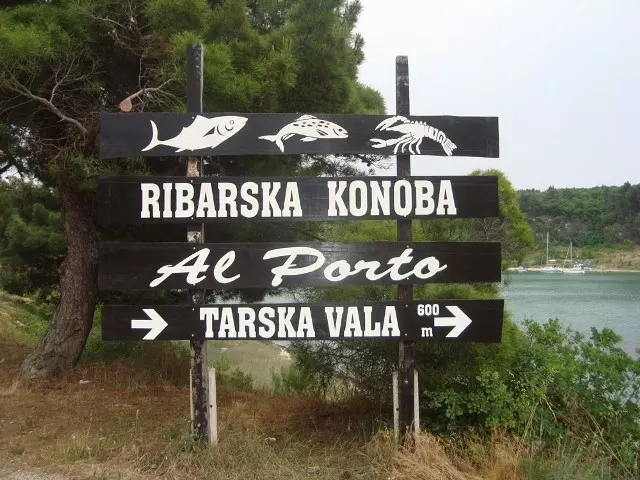 RIBARSKA KONOBA
Al Porto
TARSKA VALA 600 m